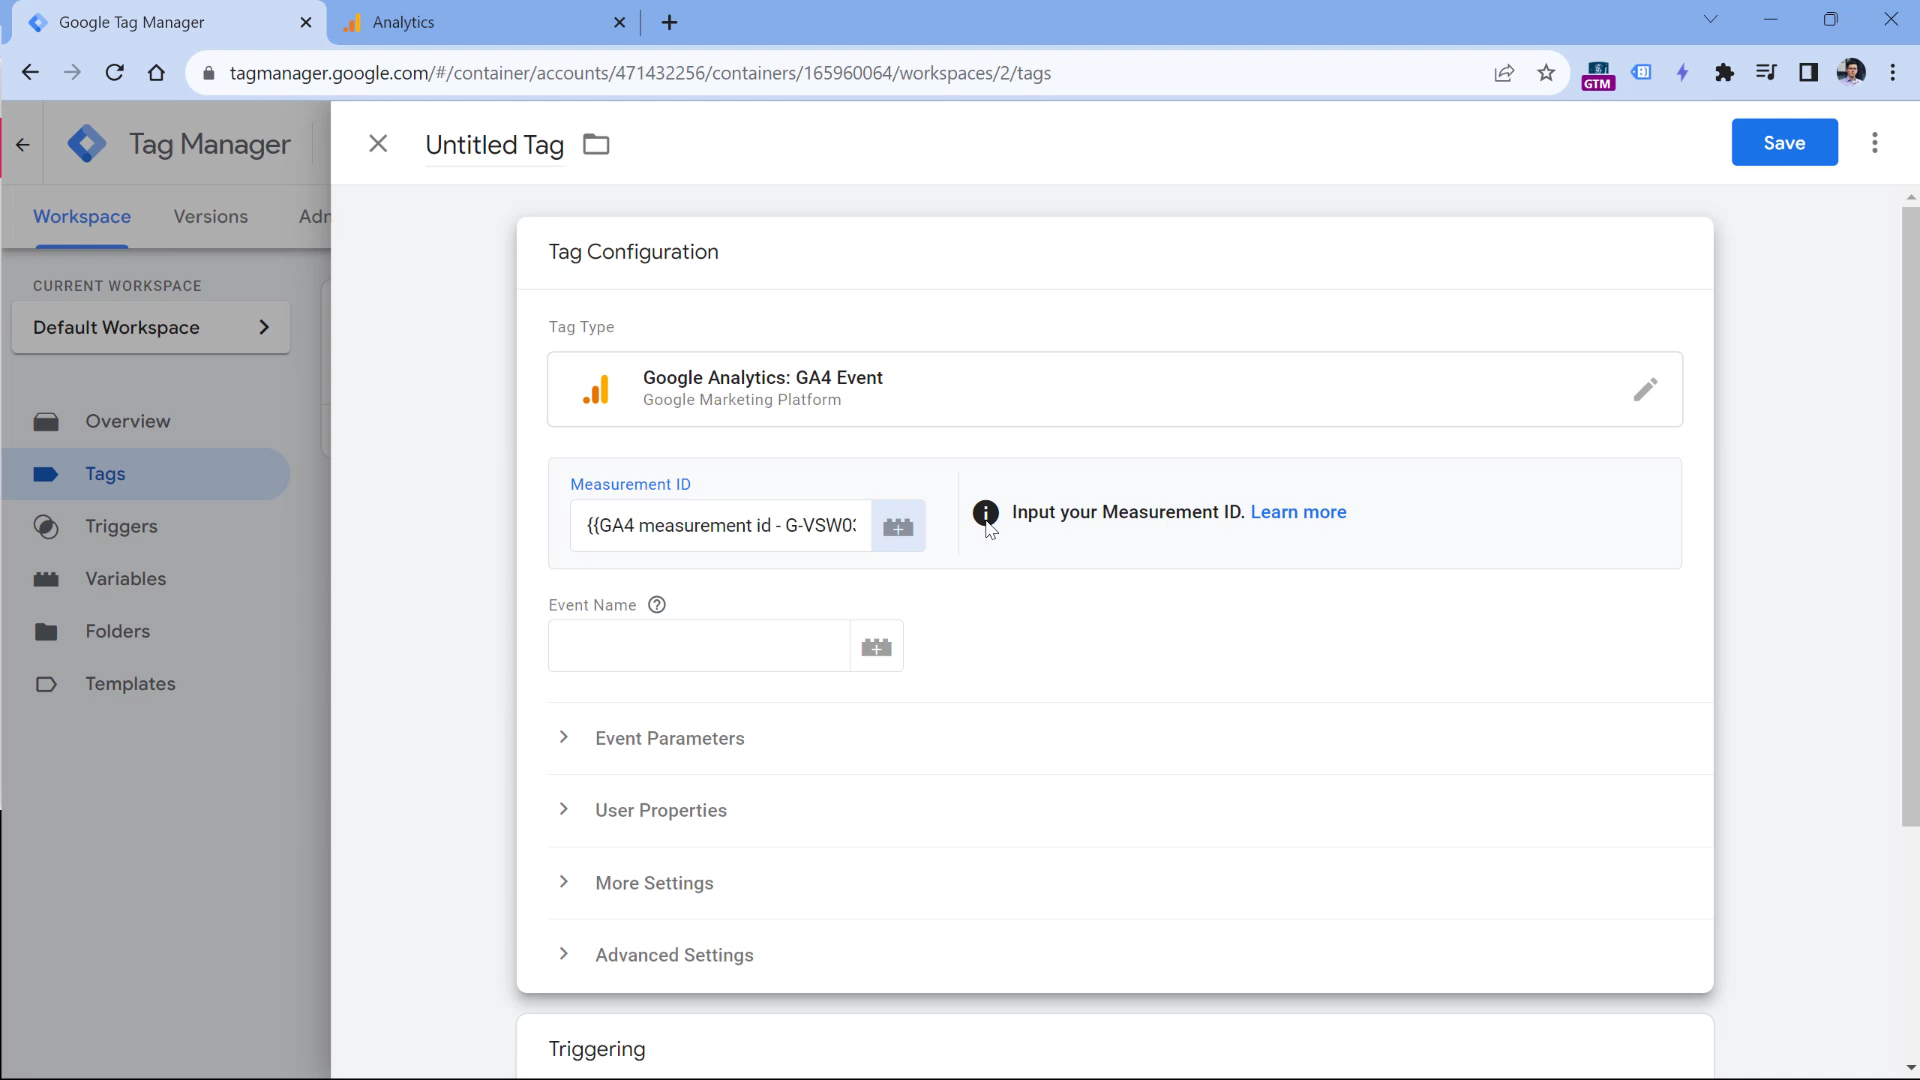 Google Tag Manager
Analytics
tagmanager.google.com/#/container/accounts/471432256/containers/165960064/workspaces/2/tags
GTM
Tag Manager
Untitled Tag
Save
Workspace Versions Adm
CURRENT WORKSPACE
Default Workspace
Overview
Tags
Triggers
Variables
Folders
Templates
Tag Configuration
Tag Type
Google Analytics: GA4 Event
Google Marketing Platform
Measurement ID
{{GA4 measurement id - G-VSW03
Input your Measurement ID. Learn more
Event Name
Event Parameters
User Properties
More Settings
Advanced Settings
Triggering